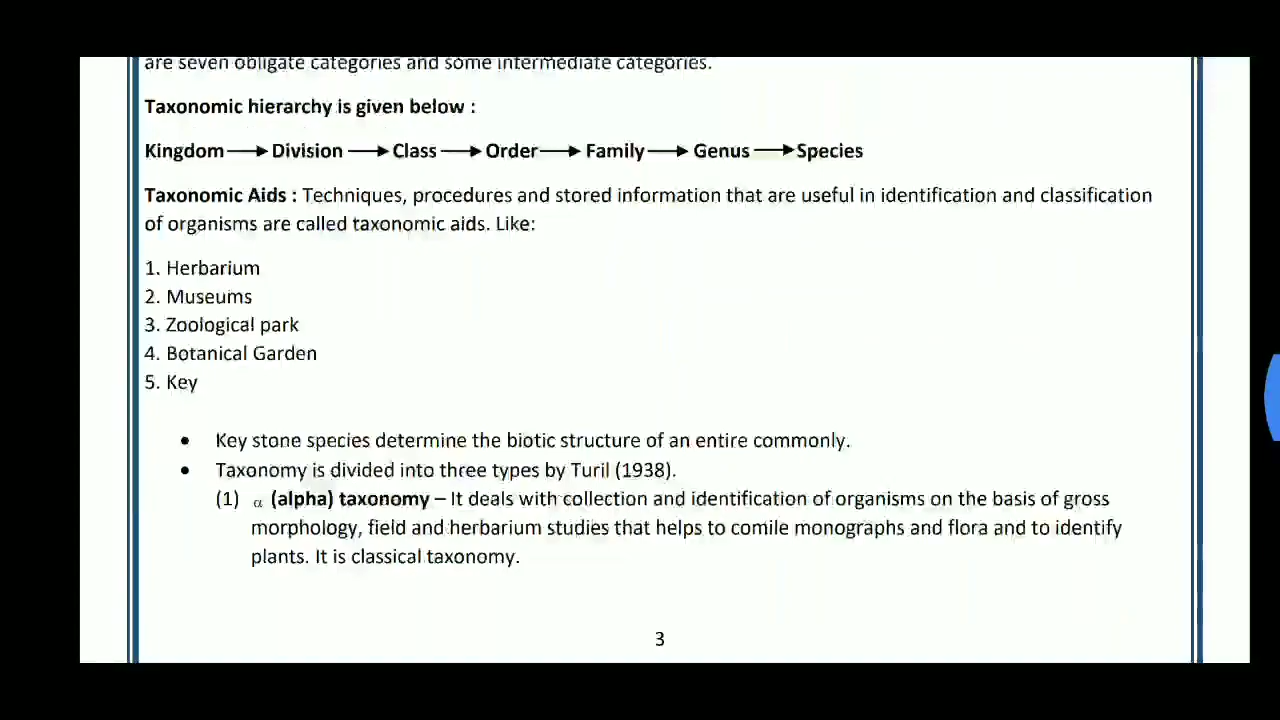 are seven obligate categories and some intermediate categories.
Taxonomic hierarchy is given below :
Kingdom → Division → Class → Order → Family → Genus → Species
Taxonomic Aids : Techniques, procedures and stored information that are useful in identification and classification
of organisms are called taxonomic aids. Like:
1. Herbarium
2. Museums
3. Zoological park
4. Botanical Garden
5. Key
• Key stone species determine the biotic structure of an entire commonly.
• Taxonomy is divided into three types by Turil (1938).
(1) α (alpha) taxonomy – It deals with collection and identification of organisms on the basis of gross
morphology, field and herbarium studies that helps to comile monographs and flora and to identify
plants. It is classical taxonomy.
3